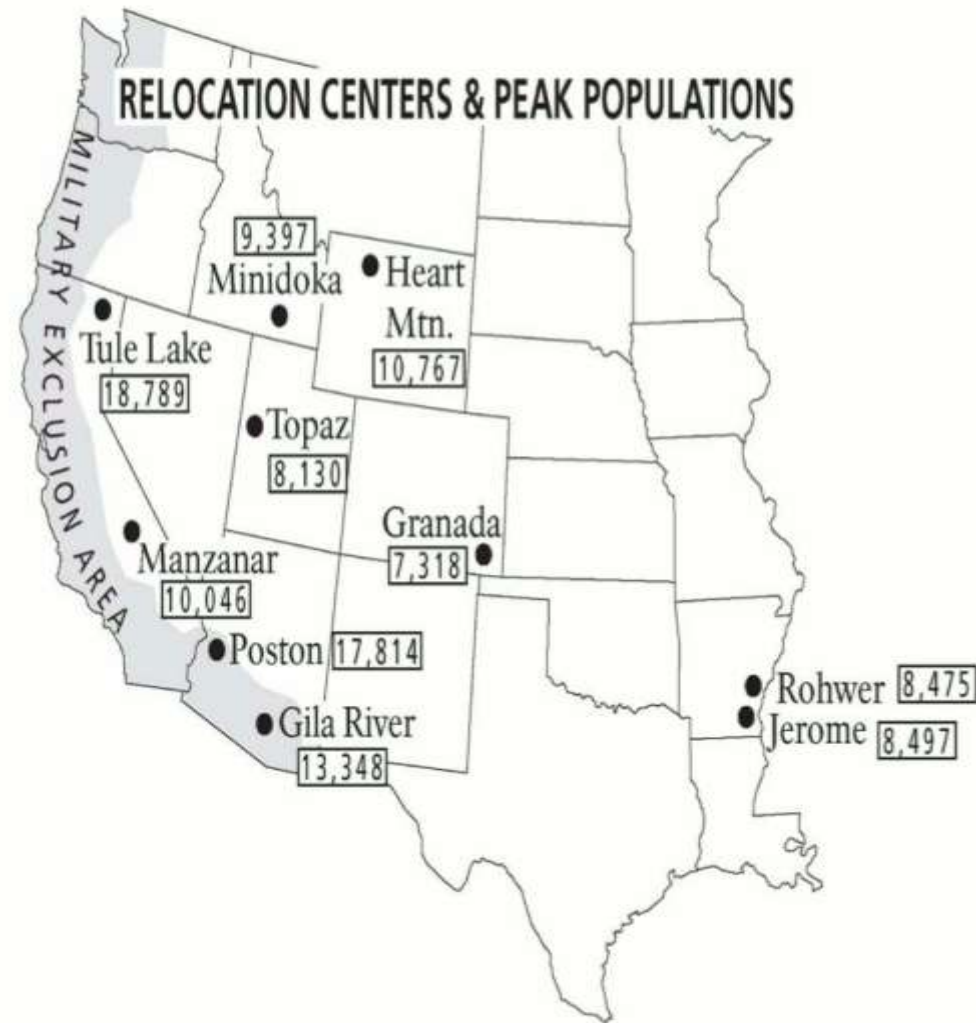 RELOCATION CENTERS & PEAK POPULATIONS
MILITARY EXCLUSION AREA
9,397
Minidoka
Heart
Mtn.
10,767
Tule Lake
18,789
Topaz
8,130
Granada
7,318
Manzanar
10,046
Poston 17,814
Gila River
13,348
Rohwer 8,475
Jerome 8,497